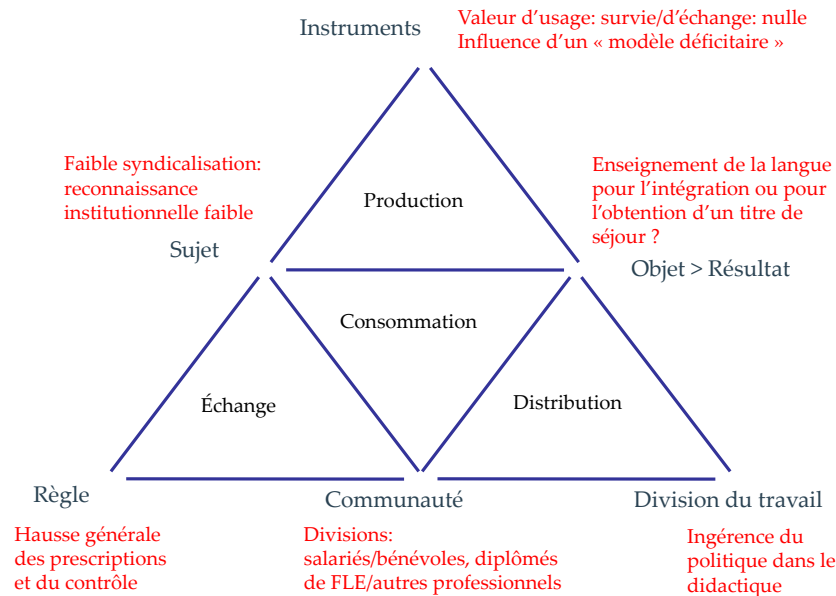 Instruments
Valeur d’usage: survie/d’échange: nulle
Influence d’un « modèle déficitaire »
Faible syndicalisation:
reconnaissance
institutionnelle faible
Sujet
Production
Enseignement de la langue
pour l’intégration ou pour
l’obtention d’un titre de
séjour ?
Objet > Résultat
Consommation
Échange
Distribution
Règle
Communauté
Division du travail
Hausse générale
des prescriptions
et du contrôle
Divisions:
salariés/bénévoles, diplômés
de FLE/autres professionnels
Ingérence du
politique dans le
didactique